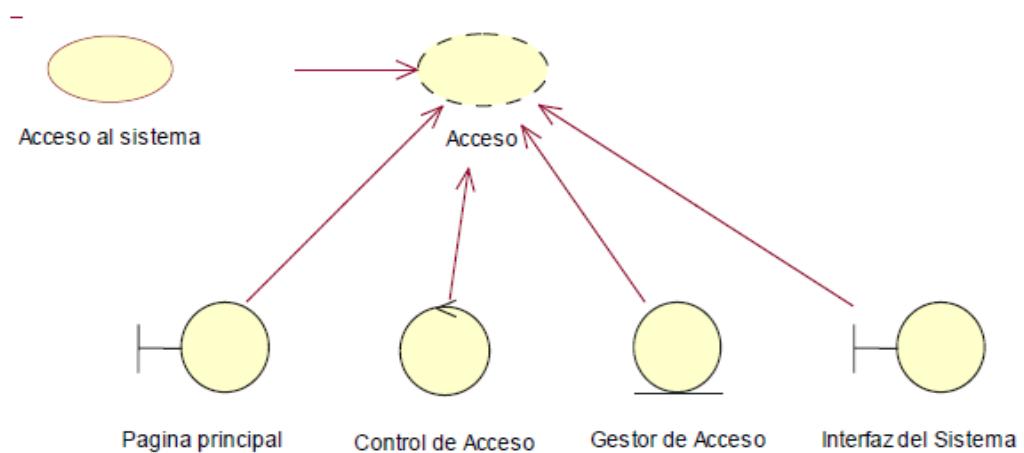 Acceso al sistema
Acceso
Pagina principal
Control de Acceso
Gestor de Acceso
Interfaz del Sistema